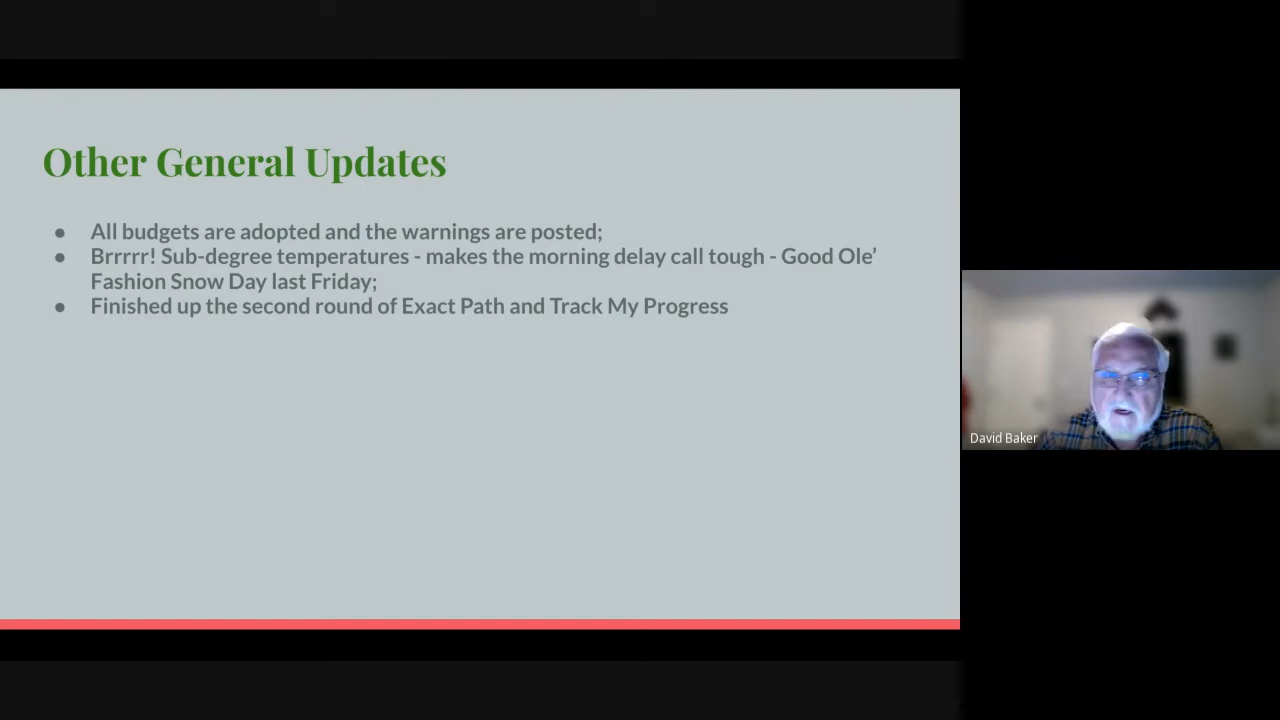 Other General Updates
● All budgets are adopted and the warnings are posted;
● Brrrrr! Sub-degree temperatures - makes the morning delay call tough - Good Ole’
Fashion Snow Day last Friday;
● Finished up the second round of Exact Path and Track My Progress
David Baker